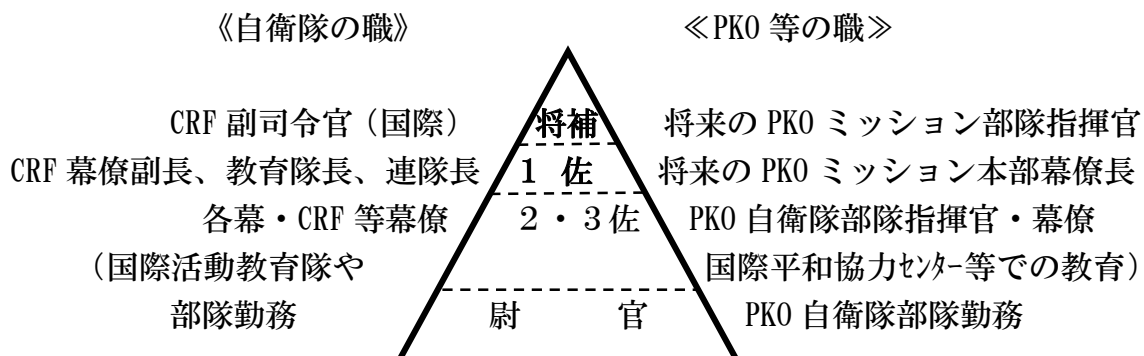 《自衛隊の職》 ≪PKO 等の職≫
CRF 副司令官（国際） 将補 将来の PKO ミッション部隊指揮官
CRF 幕僚副長、教育隊長、連隊長 1 佐 将来の PKO ミッション本部幕僚長
各幕・CRF 等幕僚 2・3佐 PKO 自衛隊部隊指揮官・幕僚
（国際活動教育隊や 国際平和協力ｾﾝﾀｰ等での教育）
部隊勤務 尉 官 PKO 自衛隊部隊勤務